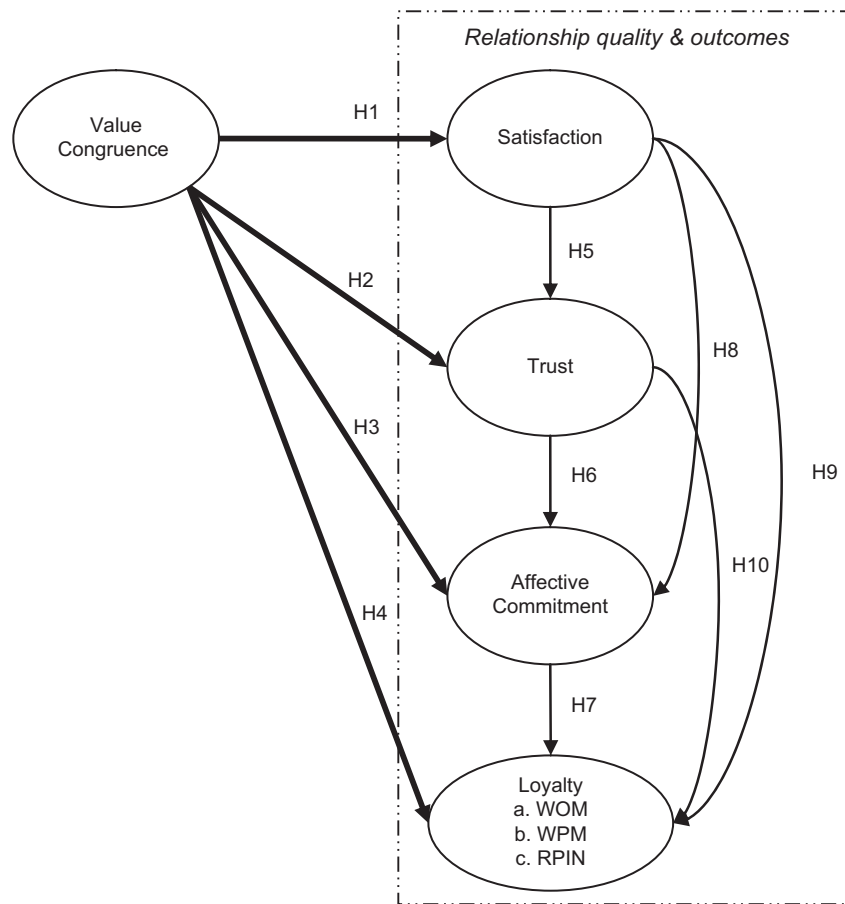 Relationship quality & outcomes
Value
Congruence
H1
Satisfaction
H5
H2
H8
Trust
H3
H6
H9
H10
Affective
Commitment
H4
H7
Loyalty
a. WOM
b. WPM
c. RPIN